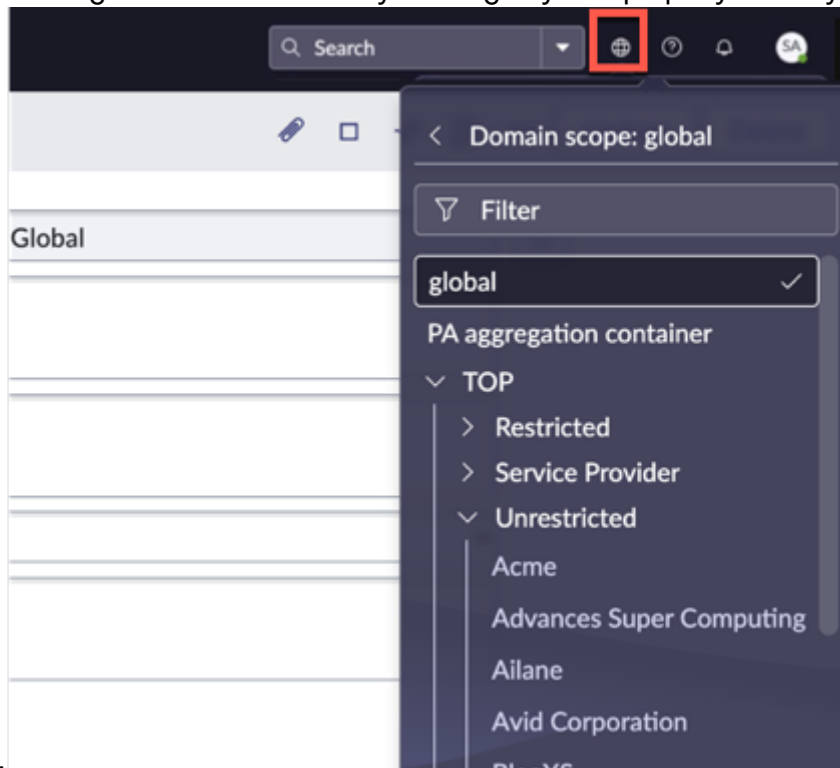 Search
SA
Domain scope: global
Filter
Global
global
PA aggregation container
TOP
Restricted
Service Provider
Unrestricted
Acme
Advances Super Computing
Ailane
Avid Corporation